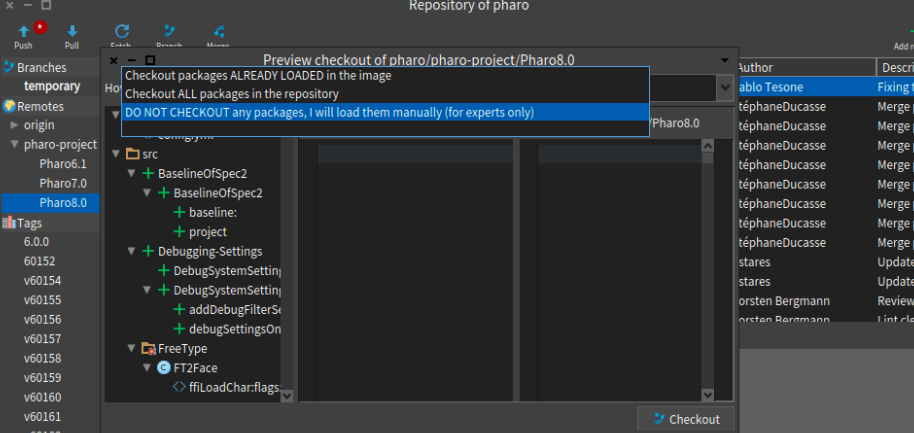 Repository of pharo
Push
Pull
Fetch
Branch
Merge
Branches
temporary
Remotes
origin
pharo-project
Pharo6.1
Pharo7.0
Pharo8.0
Tags
6.0.0
60152
v60154
v60155
v60156
v60157
v60158
v60159
v60160
v60161
Preview checkout of pharo/pharo-project/Pharo8.0
Ho
Checkout packages ALREADY LOADED in the image
Checkout ALL packages in the repository
DO NOT CHECKOUT any packages, I will load them manually (for experts only)
/Pharo8.0
src
BaselineOfSpec2
BaselineOfSpec2
baseline:
project
Debugging-Settings
DebugSystemSetting
DebugSystemSetting
addDebugFilterSe
debugSettingsOn
FreeType
FT2Face
ffiLoadChar:flags:
Checkout
Add re
Author Descri
ablo Tesone Fixing t
téphaneDucasse Merge p
téphaneDucasse Merge p
téphaneDucasse Merge p
téphaneDucasse Merge p
téphaneDucasse Merge p
téphaneDucasse Merge p
téphaneDucasse Merge p
téphaneDucasse Merge p
stares Update
stares Update
orsten Bergmann Review
orsten Bergmann Lint cle